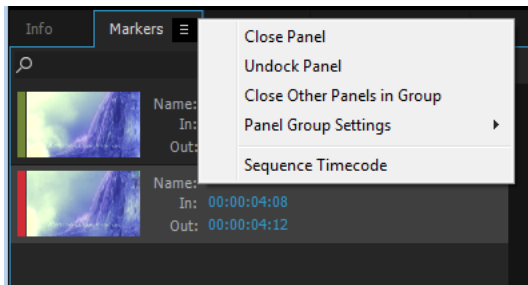 Info
Markers
Close Panel
Undock Panel
Close Other Panels in Group
Panel Group Settings
Sequence Timecode
Name:
In:
Out:
Name:
In: 00:00:04:08
Out: 00:00:04:12